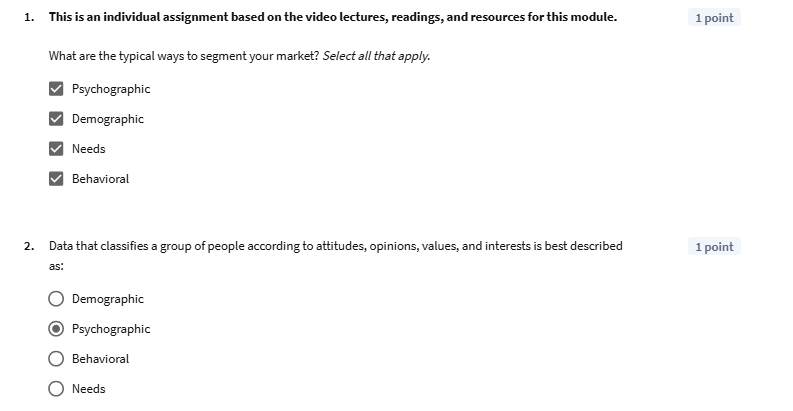 1. This is an individual assignment based on the video lectures, readings, and resources for this module.
1 point
What are the typical ways to segment your market? Select all that apply.
Psychographic
Demographic
Needs
Behavioral
2. Data that classifies a group of people according to attitudes, opinions, values, and interests is best described
as:
1 point
Demographic
Psychographic
Behavioral
Needs